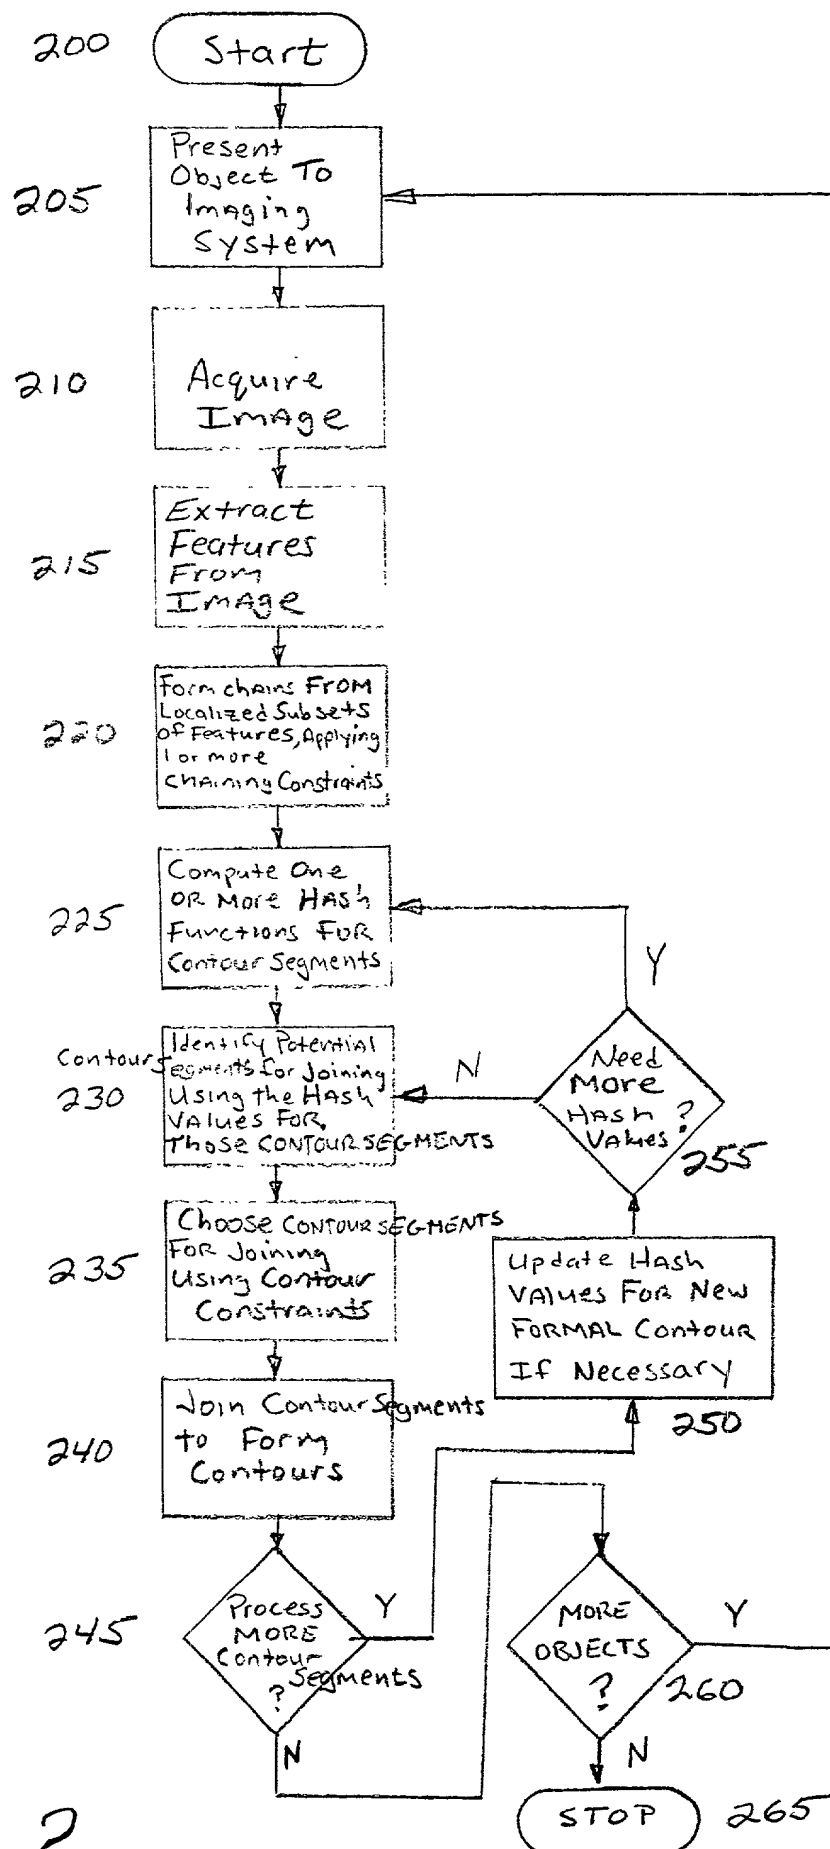 200
Start
205
Present
Object To
Imaging
System
210
Acquire
Image
215
Extract
Features
From
Image
220
Form chains From
Localized Subsets
of Features, Applying
1 or more
Chaining Constraints
225
Compute One
OR More Hash
Functions For
Contour Segments
230
Identify Potential
Contour Segments for Joining
Using the Hash
Values For
Those CONTOUR SEGMENTS
N
Need
More
Hash
Values?
255
Y
235
Choose CONTOUR SEGMENTS
For Joining
Using Contour
Constraints
Update Hash
Values For New
FORMAL Contour
If Necessary
250
240
Join Contour Segments
to Form
Contours
245
Process
MORE
Contour
Segments
?
Y
N
MORE
OBJECTS
?
260
Y
N
STOP
265
2